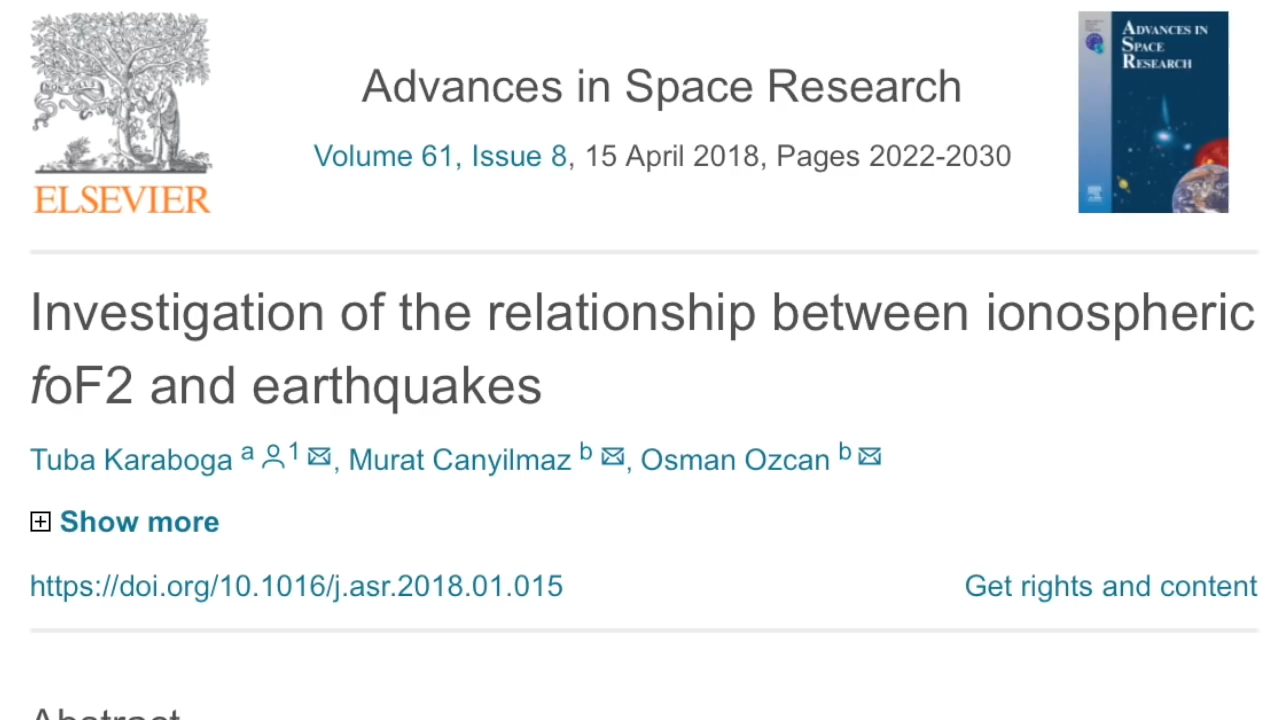 Advances in Space Research
Volume 61, Issue 8, 15 April 2018, Pages 2022-2030
ELSEVIER
ADVANCES IN
SPACE
RESEARCH
Investigation of the relationship between ionospheric
foF2 and earthquakes
Tuba Karaboga a 1, Murat Canyilmaz b, Osman Ozcan b
Show more
https://doi.org/10.1016/j.asr.2018.01.015
Get rights and content
Abstract